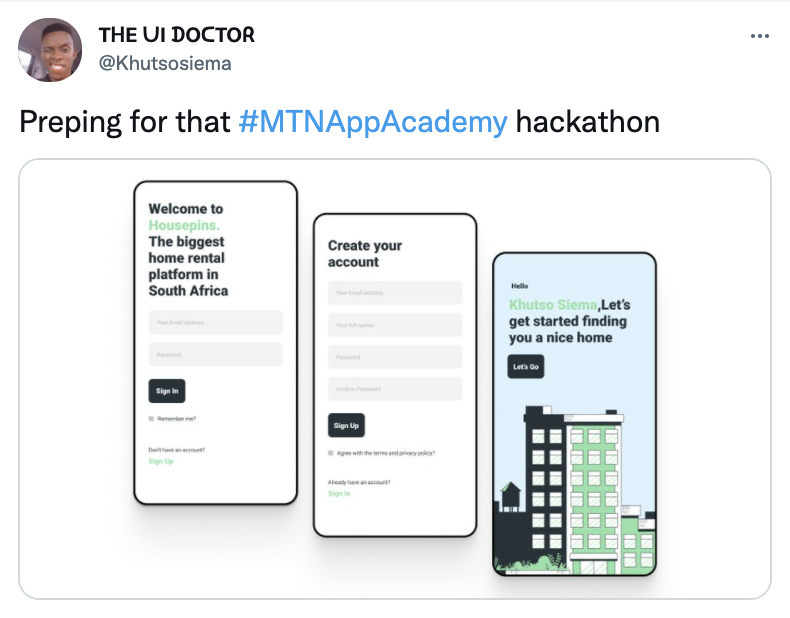 THE UI DOCTOR
@Khutsosiema
Preping for that #MTNAppAcademy hackathon
Welcome to
Housepins.
The biggest
home rental
platform in
South Africa
Your Email address
Password
Sign In
Remember me?
Don't have an account?
Sign Up
Create your
account
Your Email address
Your full names
Password
confirm Password
Sign Up
Agree with the terms and privacy policy?
Already have an account?
Sign In
Hello
Khutso Siema,Let's
get started finding
you a nice home
Let's Go